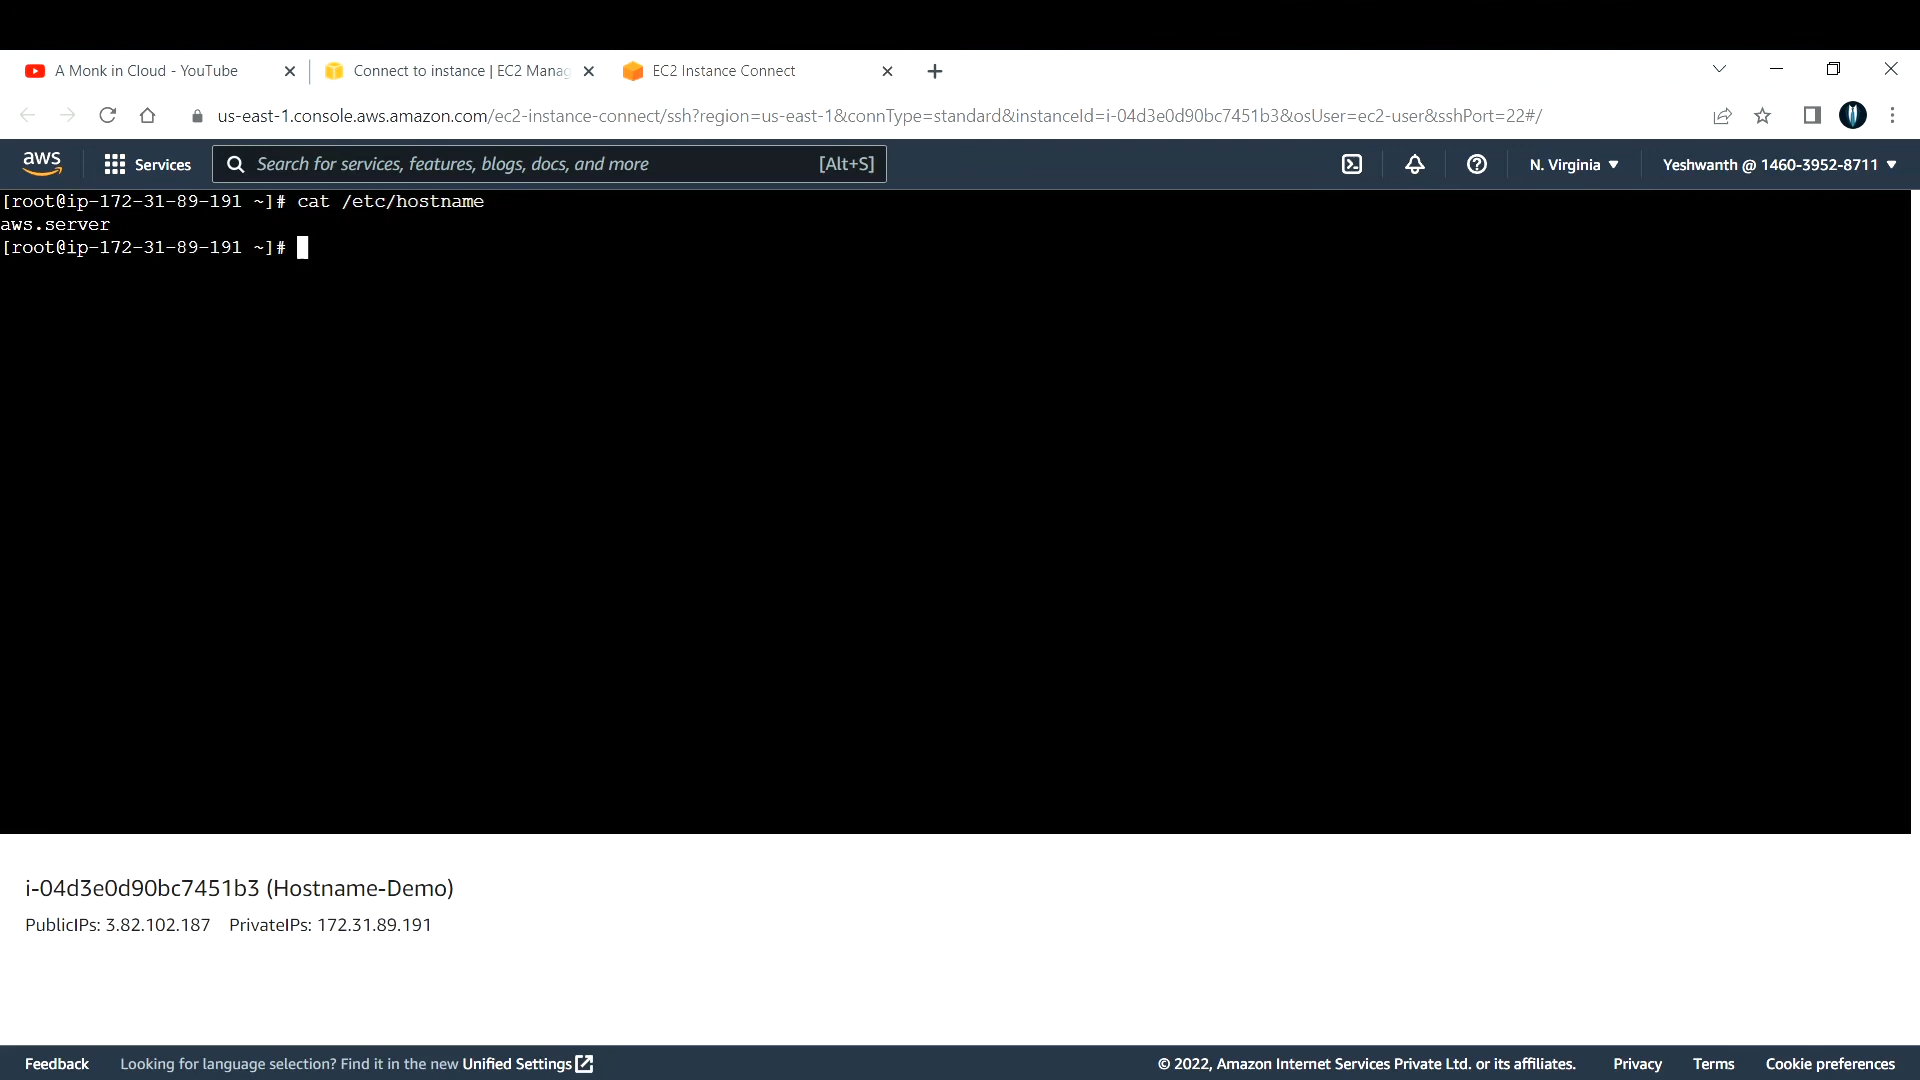 A Monk in Cloud - YouTube
Connect to instance | EC2 Manag
EC2 Instance Connect
us-east-1.console.aws.amazon.com/ec2-instance-connect/ssh?region=us-east-1&connType=standard&instanceId=i-04d3e0d90bc7451b3&osUser=ec2-user&sshPort=22#/
aws
Services
Search for services, features, blogs, docs, and more
[Alt+S]
N. Virginia
Yeshwanth @ 1460-3952-8711
[root@ip-172-31-89-191 ~]# cat /etc/hostname
aws.server
[root@ip-172-31-89-191 ~]#
i-04d3e0d90bc7451b3 (Hostname-Demo)
PublicIPs: 3.82.102.187 PrivateIPs: 172.31.89.191
Feedback
Looking for language selection? Find it in the new Unified Settings
© 2022, Amazon Internet Services Private Ltd. or its affiliates.
Privacy
Terms
Cookie preferences